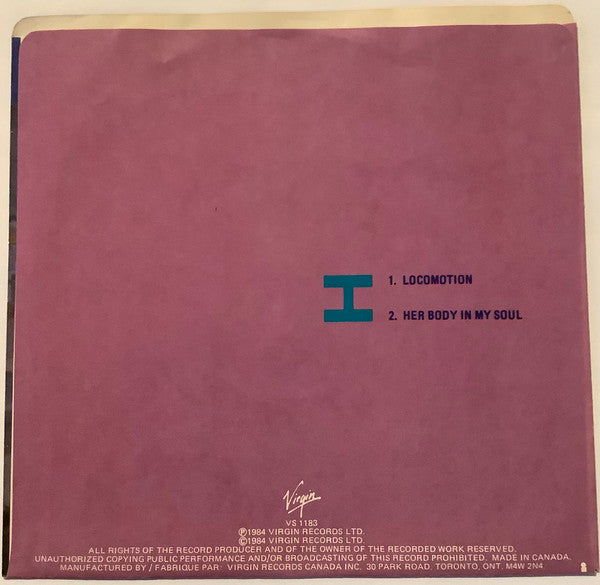 1. LOCOMOTION
2. HER BODY IN MY SOUL
Virgin
VS 1183
℗1984 VIRGIN RECORDS LTD.
©1984 VIRGIN RECORDS LTD.
ALL RIGHTS OF THE RECORD PRODUCER AND OF THE OWNER OF THE RECORDED WORK RESERVED.
UNAUTHORIZED COPYING PUBLIC PERFORMANCE AND/OR BROADCASTING OF THIS RECORD PROHIBITED. MADE IN CANADA.
MANUFACTURED BY / FABRIQUE PAR: VIRGIN RECORDS CANADA INC. 30 PARK ROAD, TORONTO, ONT. M4W 2N4